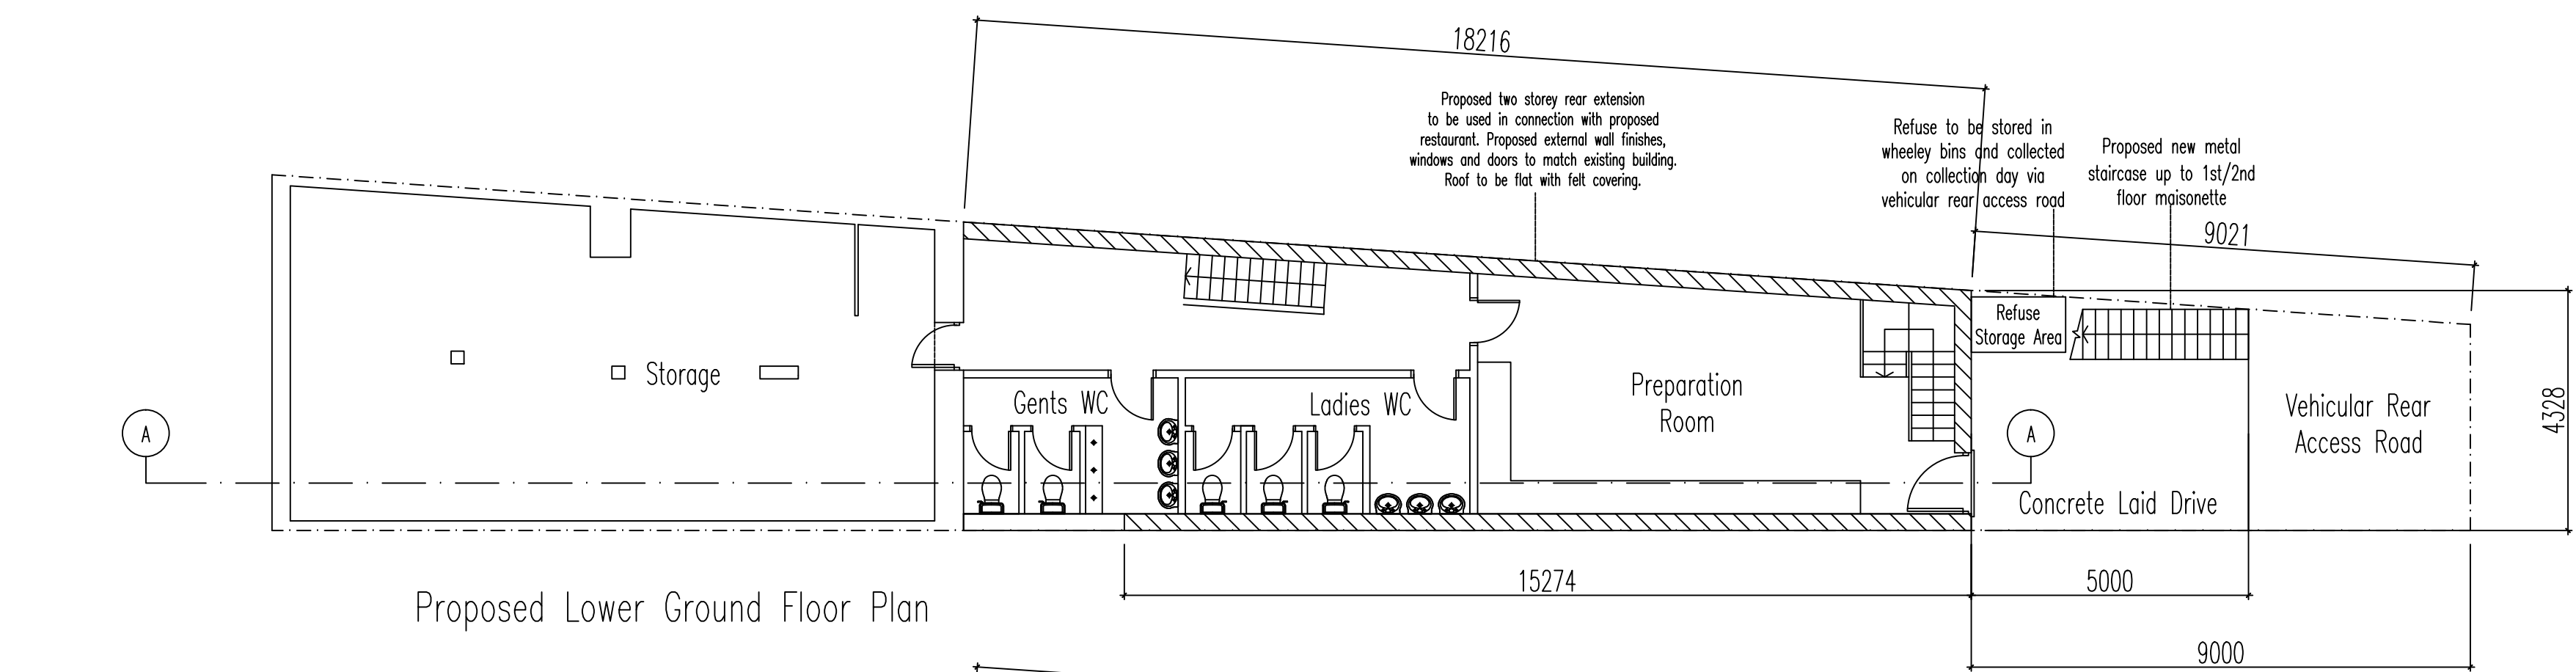 18216
Proposed two storey rear extension
to be used in connection with proposed
restaurant. Proposed external wall finishes,
windows and doors to match existing building.
Roof to be flat with felt covering.
Refuse to be stored in
wheeley bins and collected
on collection day via
vehicular rear access road
Proposed new metal
staircase up to 1st/2nd
floor maisonette
9021
Refuse
Storage Area
Storage
Gents WC
Ladies WC
Preparation
Room
Vehicular Rear
Access Road
4328
A
A
Concrete Laid Drive
15274
5000
Proposed Lower Ground Floor Plan
9000